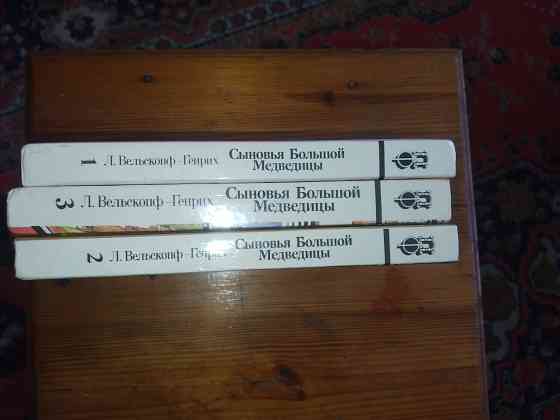 1 Л. Вельскопф-Генрих Сыновья Большой
Медведицы
3 Л. Вельскопф-Генрих Сыновья Большой
Медведицы
2 Л. Вельскопф-Генрих Сыновья Большой
Медведицы